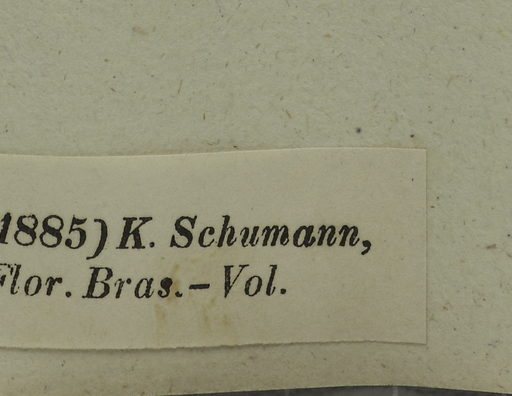 1885) K. Schumann,
Flor. Bras.-Vol.